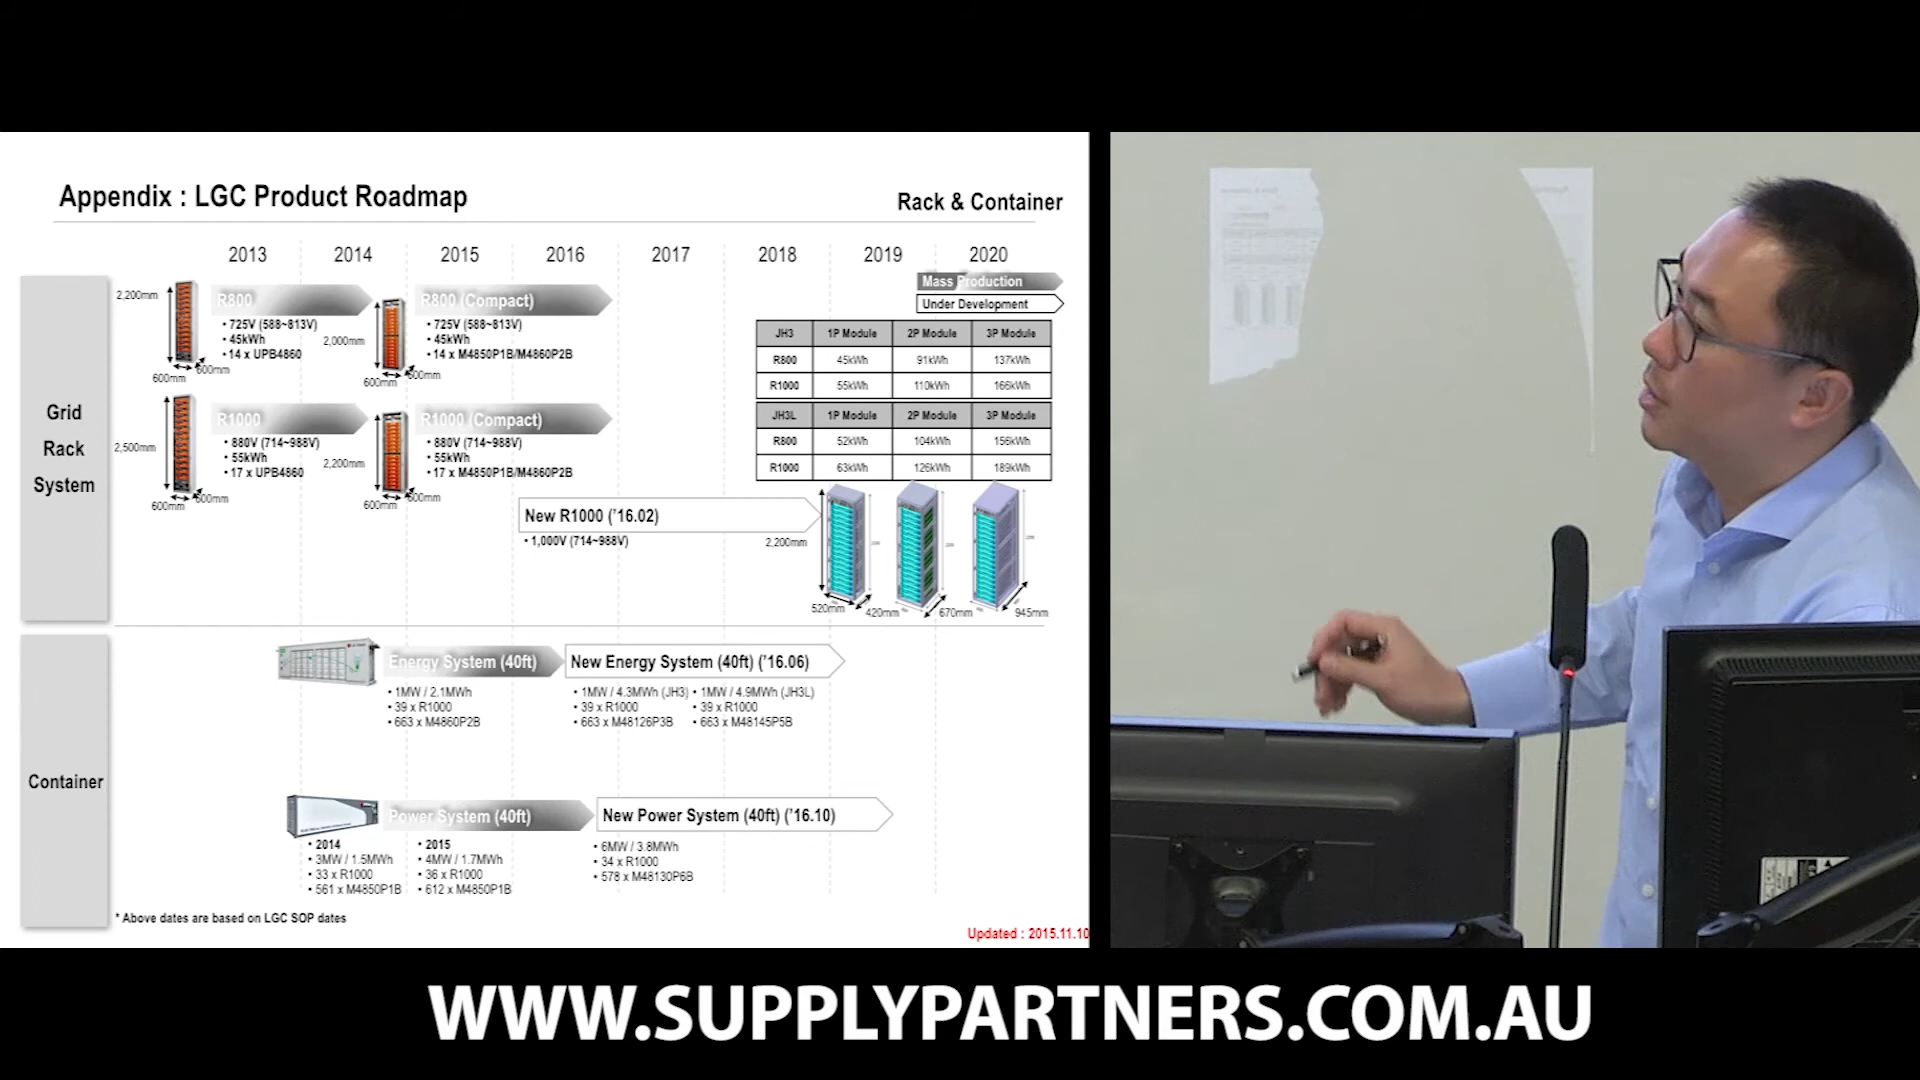 Appendix : LGC Product Roadmap
Rack & Container
2013 2014 2015 2016 2017 2018 2019 2020
Mass Production
Under Development
Grid
Rack
System
2,200mm
600mm
600mm
R800
• 725V (588~813V)
• 45kWh
• 14 x UPB4860
2,000mm
600mm
600mm
R800 (Compact)
• 725V (588~813V)
• 45kWh
• 14 x M4850P1B/M4860P2B
JH3 1P Module 2P Module 3P Module
R800 45kWh 91kWh 137kWh
R1000 55kWh 110kWh 166kWh
JH3L 1P Module 2P Module 3P Module
R800 52kWh 104kWh 156kWh
R1000 63kWh 126kWh 189kWh
2,500mm
600mm
600mm
R1000
• 880V (714~988V)
• 55kWh
• 17 x UPB4860
2,200mm
600mm
600mm
R1000 (Compact)
• 880V (714~988V)
• 55kWh
• 17 x M4850P1B/M4860P2B
New R1000 ('16.02)
• 1,000V (714~988V)
2,200mm
520mm
420mm
670mm
945mm
Container
Energy System (40ft)
• 1MW / 2.1MWh
• 39 x R1000
• 663 x M4860P2B
New Energy System (40ft) ('16.06)
• 1MW / 4.3MWh (JH3) • 1MW / 4.9MWh (JH3L)
• 39 x R1000 • 39 x R1000
• 663 x M48126P3B • 663 x M48145P5B
Power System (40ft)
• 2014
• 3MW / 1.5MWh
• 33 x R1000
• 561 x M4850P1B
• 2015
• 4MW / 1.7MWh
• 36 x R1000
• 612 x M4850P1B
New Power System (40ft) ('16.10)
• 6MW / 3.8MWh
• 34 x R1000
• 578 x M48130P6B
* Above dates are based on LGC SOP dates
Updated : 2015.11.10
WWW.SUPPLYPARTNERS.COM.AU